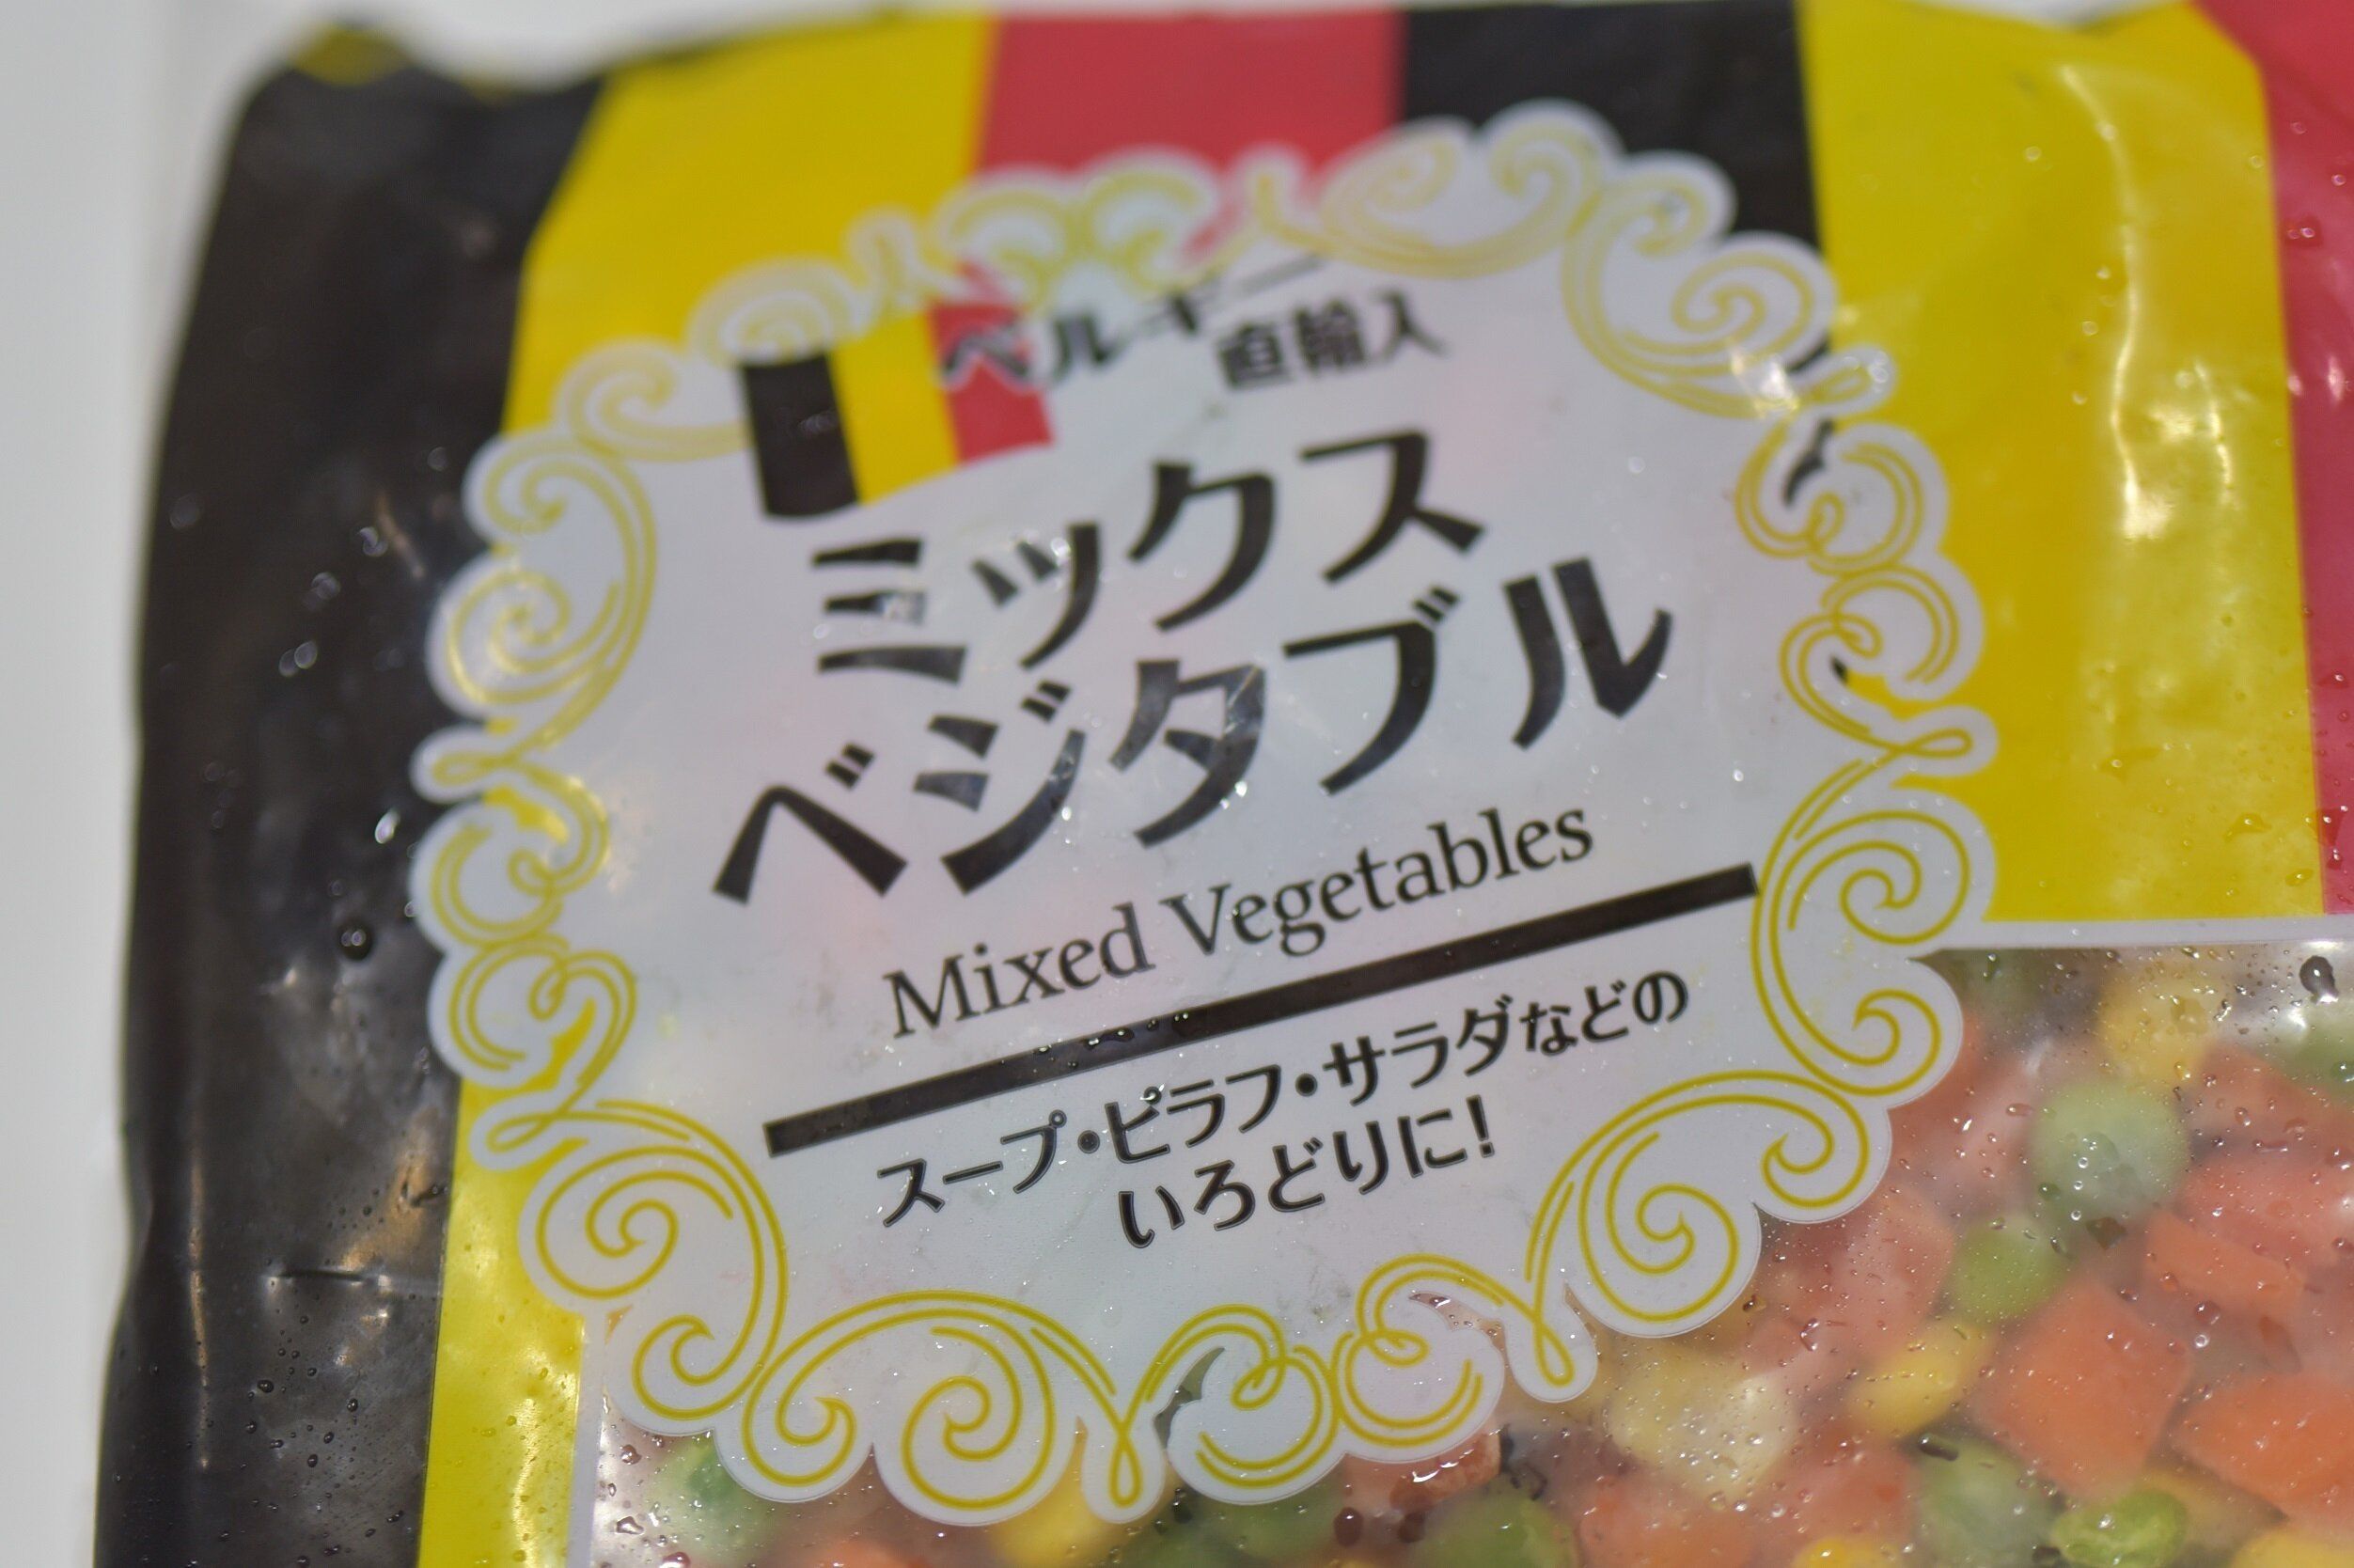 ベルギー
直輸入
ミックス
ベジタブル
Mixed Vegetables
スープ・ピラフ・サラダなどの
いろどりに!